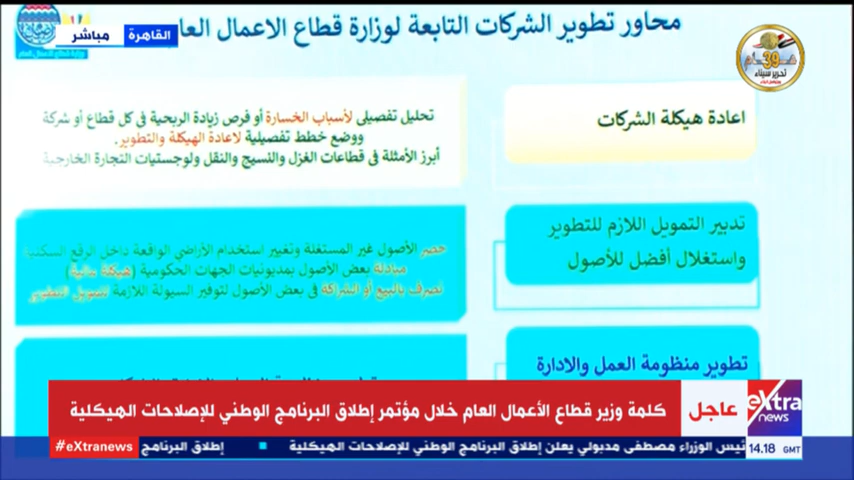 محاور تطوير الشركات التابعة لوزارة قطاع الاعمال العا
مباشر
القاهرة
39
تحرير سيناء
اعادة هيكلة الشركات
تحليل تفصيلى لأسباب الخسارة أو فرص زيادة الربحية فى كل قطاع أو شركة
ووضع خطط تفصيلية لاعادة الهيكلة والتطوير.
أبرز الأمثلة فى قطاعات الغزل والنسيج والنقل ولوجستيات التجارة الخارجية
تدبير التمويل اللازم للتطوير
واستغلال أفضل للأصول
حصر الأصول غير المستغلة وتغيير استخدام الأراضي الواقعة داخل الرقع السكنية
مبادلة بعض الأصول بمديونيات الجهات الحكومية (هيكلة مالية)
تصرف بالبيع أو الشراكة فى بعض الأصول لتوفير السيولة اللازمة لتمويل التطوير
تطوير منظومة العمل والادارة
عاجل
كلمة وزير قطاع الأعمال العام خلال مؤتمر إطلاق البرنامج الوطني للإصلاحات الهيكلية
eXtra
news
#eXtranews
ئيس الوزراء مصطفى مدبولي يعلن إطلاق البرنامج الوطني للإصلاحات الهيكلية
إطلاق البرنامج
14.18 GMT